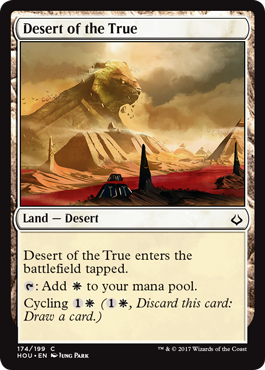 Desert of the True
Land — Desert
Desert of the True enters the
battlefield tapped.
: Add to your mana pool.
Cycling 1 (1, Discard this card:
Draw a card.)
174/199 C
HOU • EN Jung Park
™ & © 2017 Wizards of the Coast